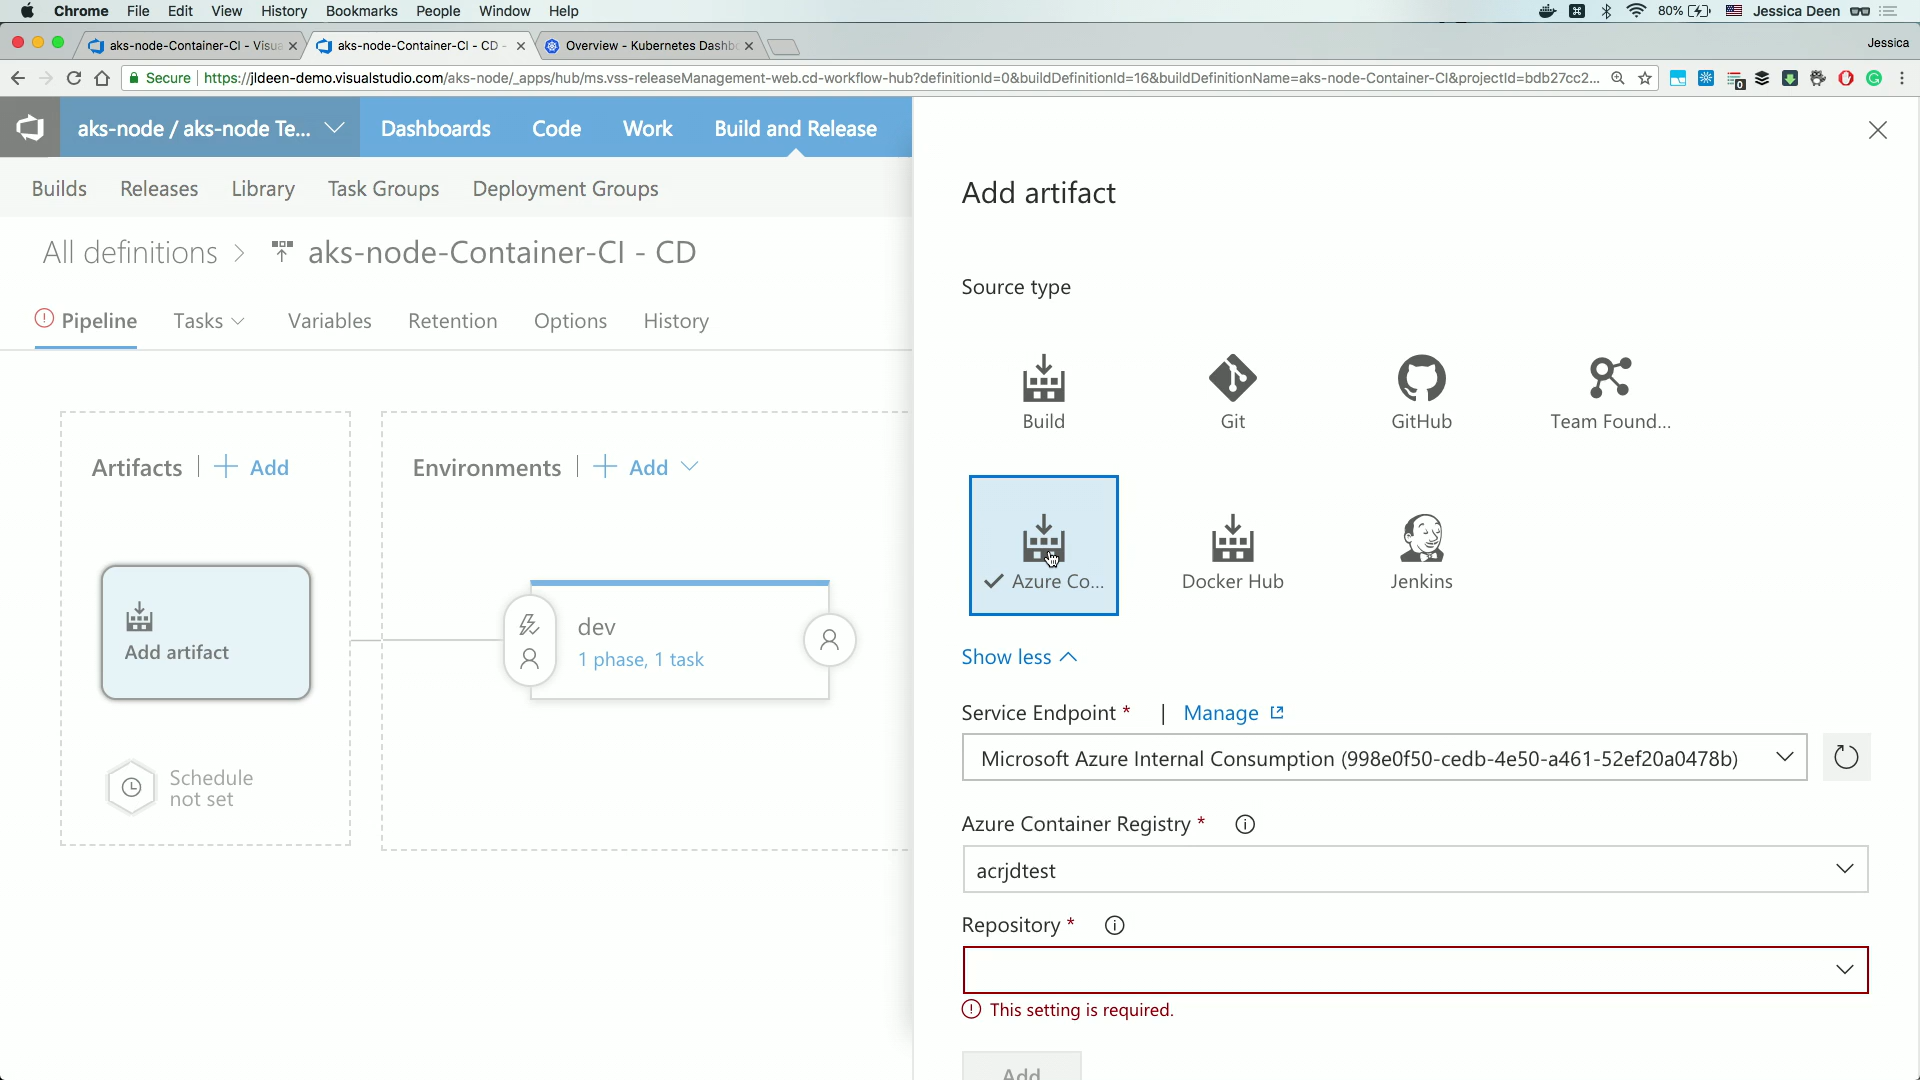 Chrome File Edit View History Bookmarks People Window Help 80% Jessica Deen
aks-node-Container-CI - Visua aks-node-Container-CI - CD - Overview - Kubernetes Dashb Jessica
Secure https://jldeen-demo.visualstudio.com/aks-node/_apps/hub/ms.vss-releaseManagement-web.cd-workflow-hub?definitionId=0&buildDefinitionId=16&buildDefinitionName=aks-node-Container-CI&projectId=bdb27cc2... 0
aks-node / aks-node Te... Dashboards Code Work Build and Release
Builds Releases Library Task Groups Deployment Groups
All definitions > aks-node-Container-CI - CD
Pipeline Tasks Variables Retention Options History
Artifacts | + Add
Add artifact
Schedule
not set
Environments | + Add
dev
1 phase, 1 task
Add artifact
Source type
Build Git GitHub Team Found...
Azure Co... Docker Hub Jenkins
Show less
Service Endpoint * | Manage
Microsoft Azure Internal Consumption (998e0f50-cedb-4e50-a461-52ef20a0478b)
Azure Container Registry *
acrjdtest
Repository *
This setting is required.
Add